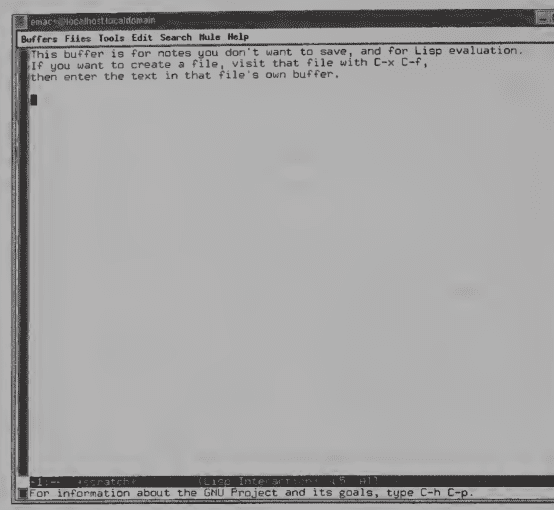 emacs@localhost.localdomain
Buffers Files Tools Edit Search Mule Help
This buffer is for notes you don't want to save, and for Lisp evaluation.
If you want to create a file, visit that file with C-x C-f,
then enter the text in that file's own buffer.
-1:-- *scratch* (Lisp Interaction) L5 All
For information about the GNU Project and its goals, type C-h C-p.